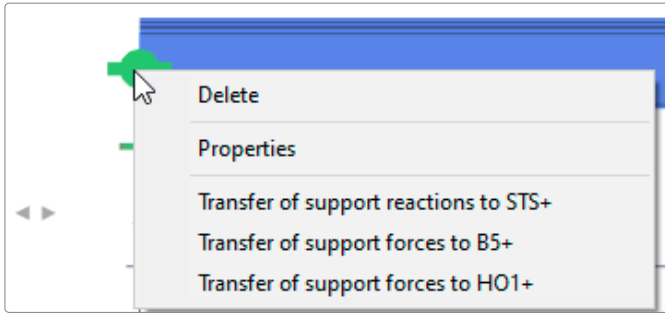 Delete
Properties
Transfer of support reactions to STS+
Transfer of support forces to B5+
Transfer of support forces to HO1+